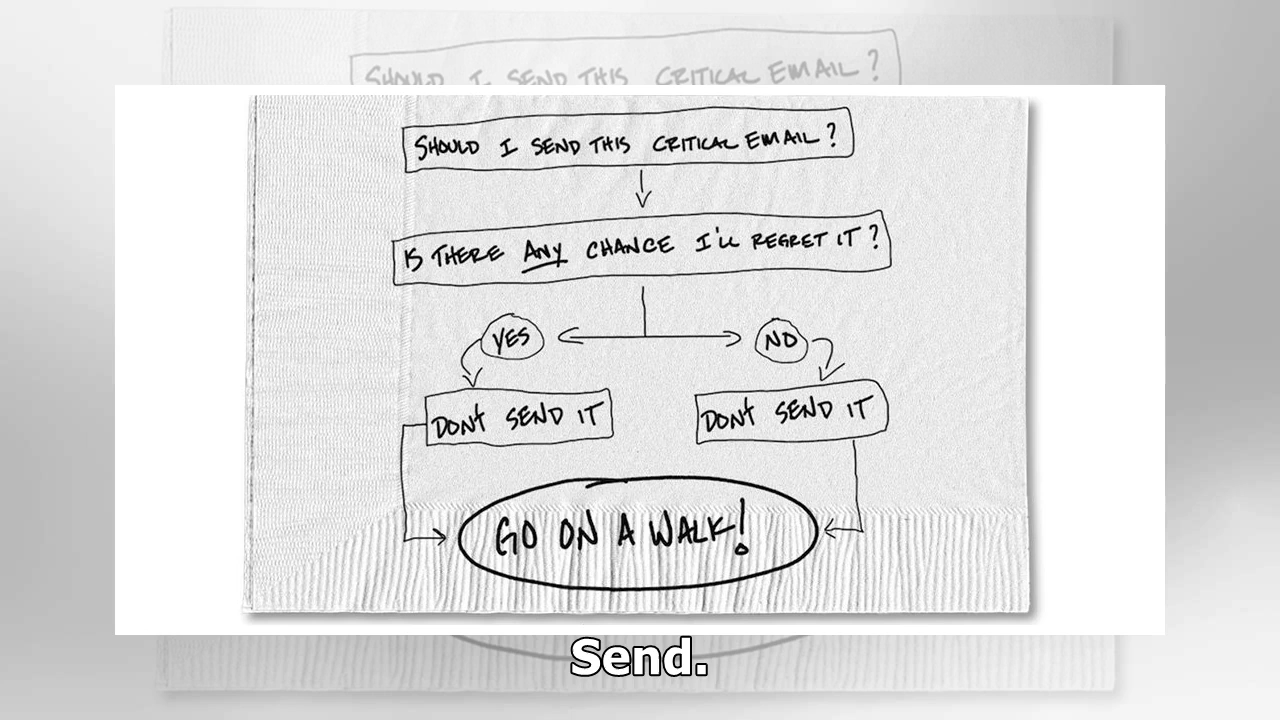 SHOULD I SEND THIS CRITICAL EMAIL?
SHOULD I SEND THIS CRITICAL EMAIL?
IS THERE ANY CHANCE I'LL REGRET IT?
YES
NO
DON'T SEND IT
DON'T SEND IT
GO ON A WALK!
Send.